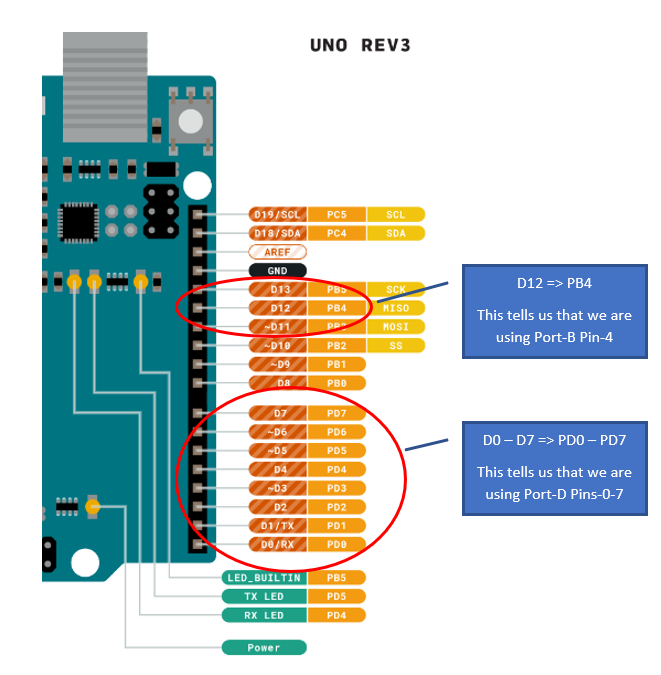 UNO REV3
D19/SCL PC5 SCL
D18/SDA PC4 SDA
AREF
GND
D13 PB5 SCK
D12 PB4 MISO
~D11 PB3 MOSI
~D10 PB2 SS
~D9 PB1
D8 PB0
D7 PD7
~D6 PD6
~D5 PD5
D4 PD4
~D3 PD3
D2 PD2
D1/TX PD1
D0/RX PD0
LED_BUILTIN PB5
TX LED PD5
RX LED PD4
Power
D12 => PB4
This tells us that we are
using Port-B Pin-4
D0 – D7 => PD0 – PD7
This tells us that we are
using Port-D Pins-0-7